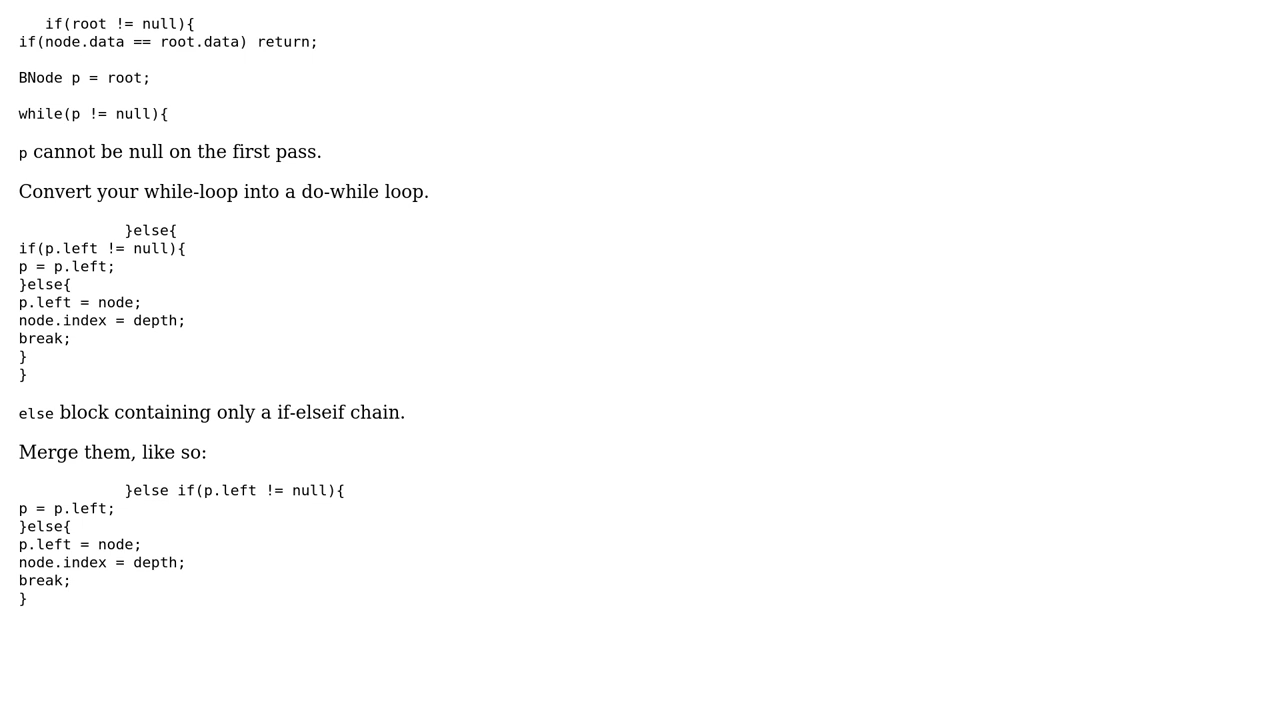 if(root != null){
if(node.data == root.data) return;
BNode p = root;
while(p != null){
p cannot be null on the first pass.
Convert your while-loop into a do-while loop.
}else{
if(p.left != null){
p = p.left;
}else{
p.left = node;
node.index = depth;
break;
}
}
else block containing only a if-elseif chain.
Merge them, like so:
}else if(p.left != null){
p = p.left;
}else{
p.left = node;
node.index = depth;
break;
}